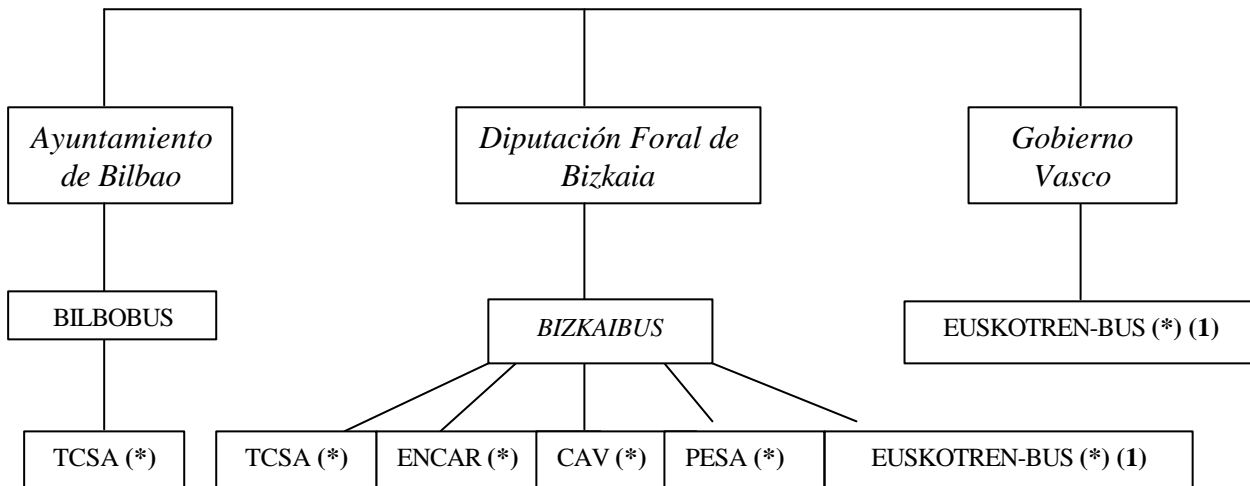 Ayuntamiento
de Bilbao
Diputación Foral de
Bizkaia
Gobierno
Vasco
BILBOBUS
BIZKAIBUS
EUSKOTREN-BUS (*) (1)
TCSA (*)
TCSA (*)
ENCAR (*)
CAV (*)
PESA (*)
EUSKOTREN-BUS (*) (1)